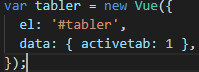 var tabler = new Vue({
  el: '#tabler',
  data: { activetab: 1 },
});